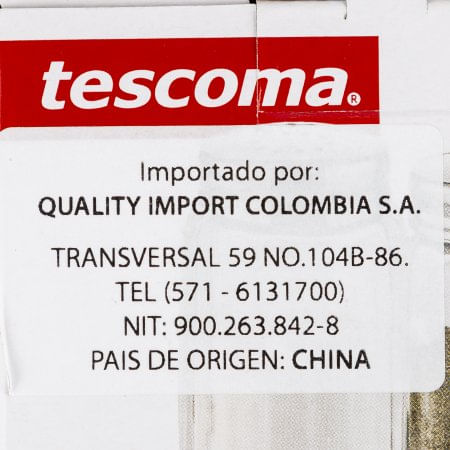 tescoma®
Importado por:
QUALITY IMPORT COLOMBIA S.A.
TRANSVERSAL 59 NO.104B-86.
TEL (571 - 6131700)
NIT: 900.263.842-8
PAIS DE ORIGEN: CHINA